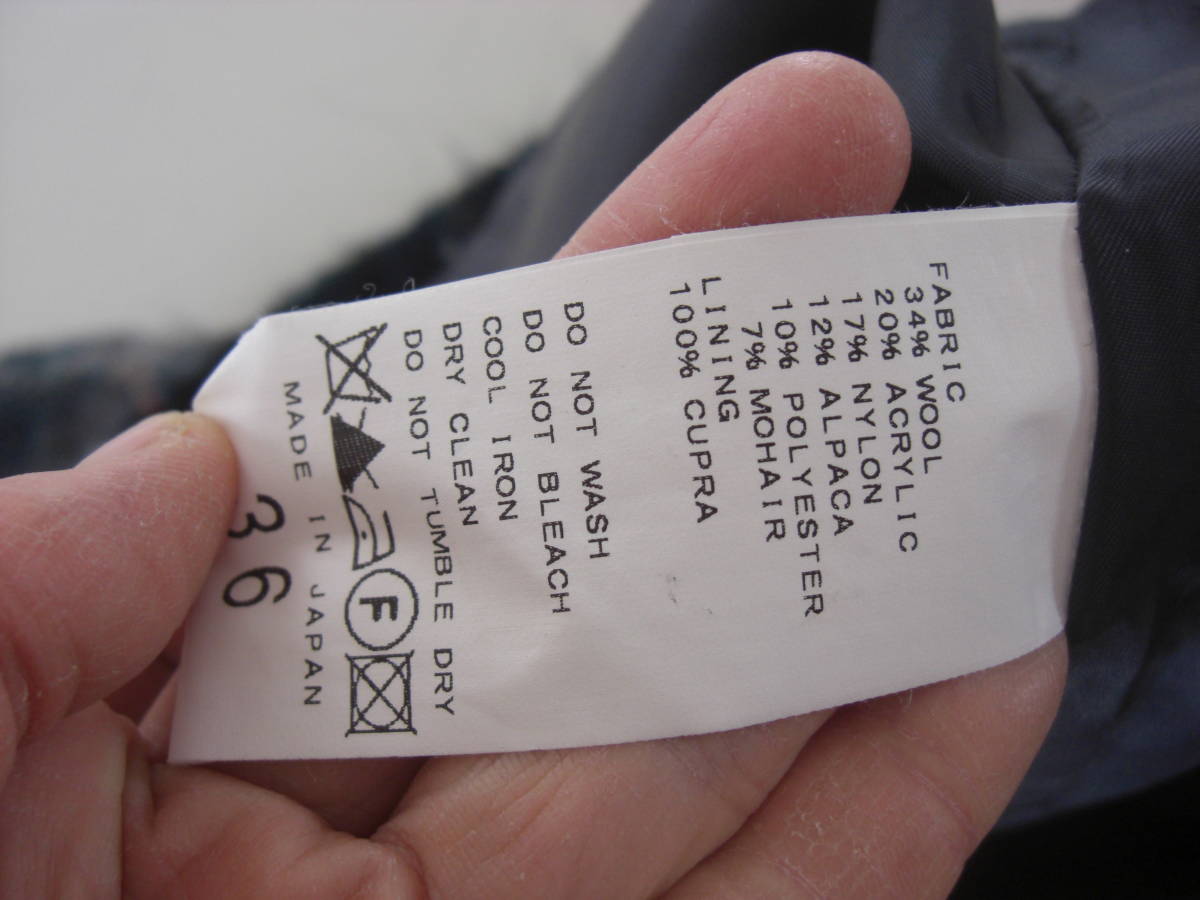 FABRIC
34% WOOL
20% ACRYLIC
17% NYLON
12% ALPACA
10% POLYESTER
7% MOHAIR
LINING
100% CUPRA
DO NOT WASH
DO NOT BLEACH
COOL IRON
DRY CLEAN
DO NOT TUMBLE DRY
F
MADE IN JAPAN
36